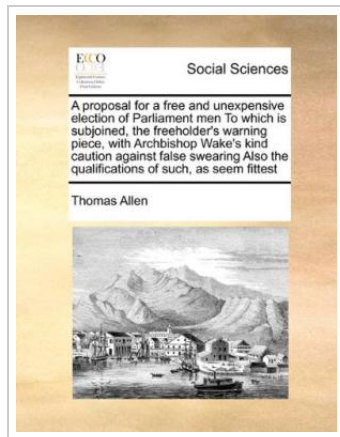 ECCO
Social Sciences
A proposal for a free and unexpensive
election of Parliament men To which is
subjoined, the freeholder's warning
piece, with Archbishop Wake's kind
caution against false swearing Also the
qualifications of such, as seem fittest
Thomas Allen